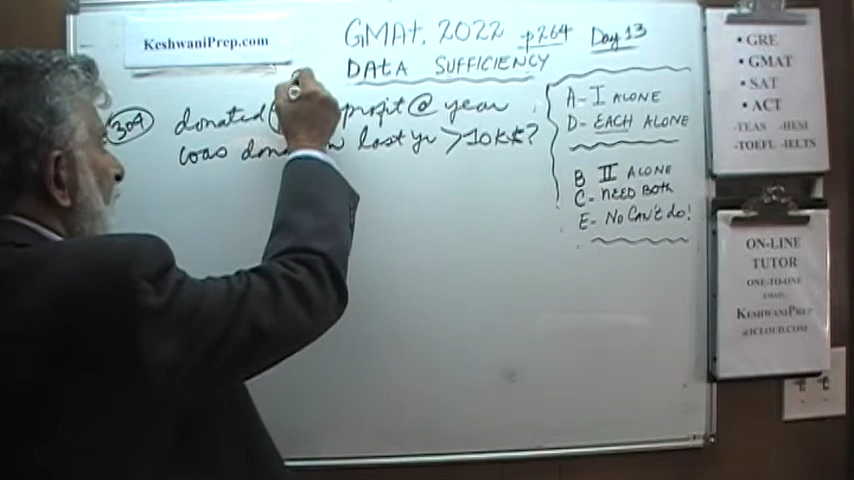 KeshwaniPrep.com
GMAt. 2022 p264 Day 13
DAtA SUFFICIENCY
309 donated profit @ year
was last yr >10k$?
A - I ALONE
D - EACH ALONE
B II ALONE
C - NEED Both
E - No CAN'T do!
• GRE
• GMAT
• SAT
• ACT
-TEAS -HESI
-TOEFL -IELTS
ON-LINE
TUTOR
ONE-TO-ONE
EMAIL:
KESHWANIPREP
@ICLOUD.COM